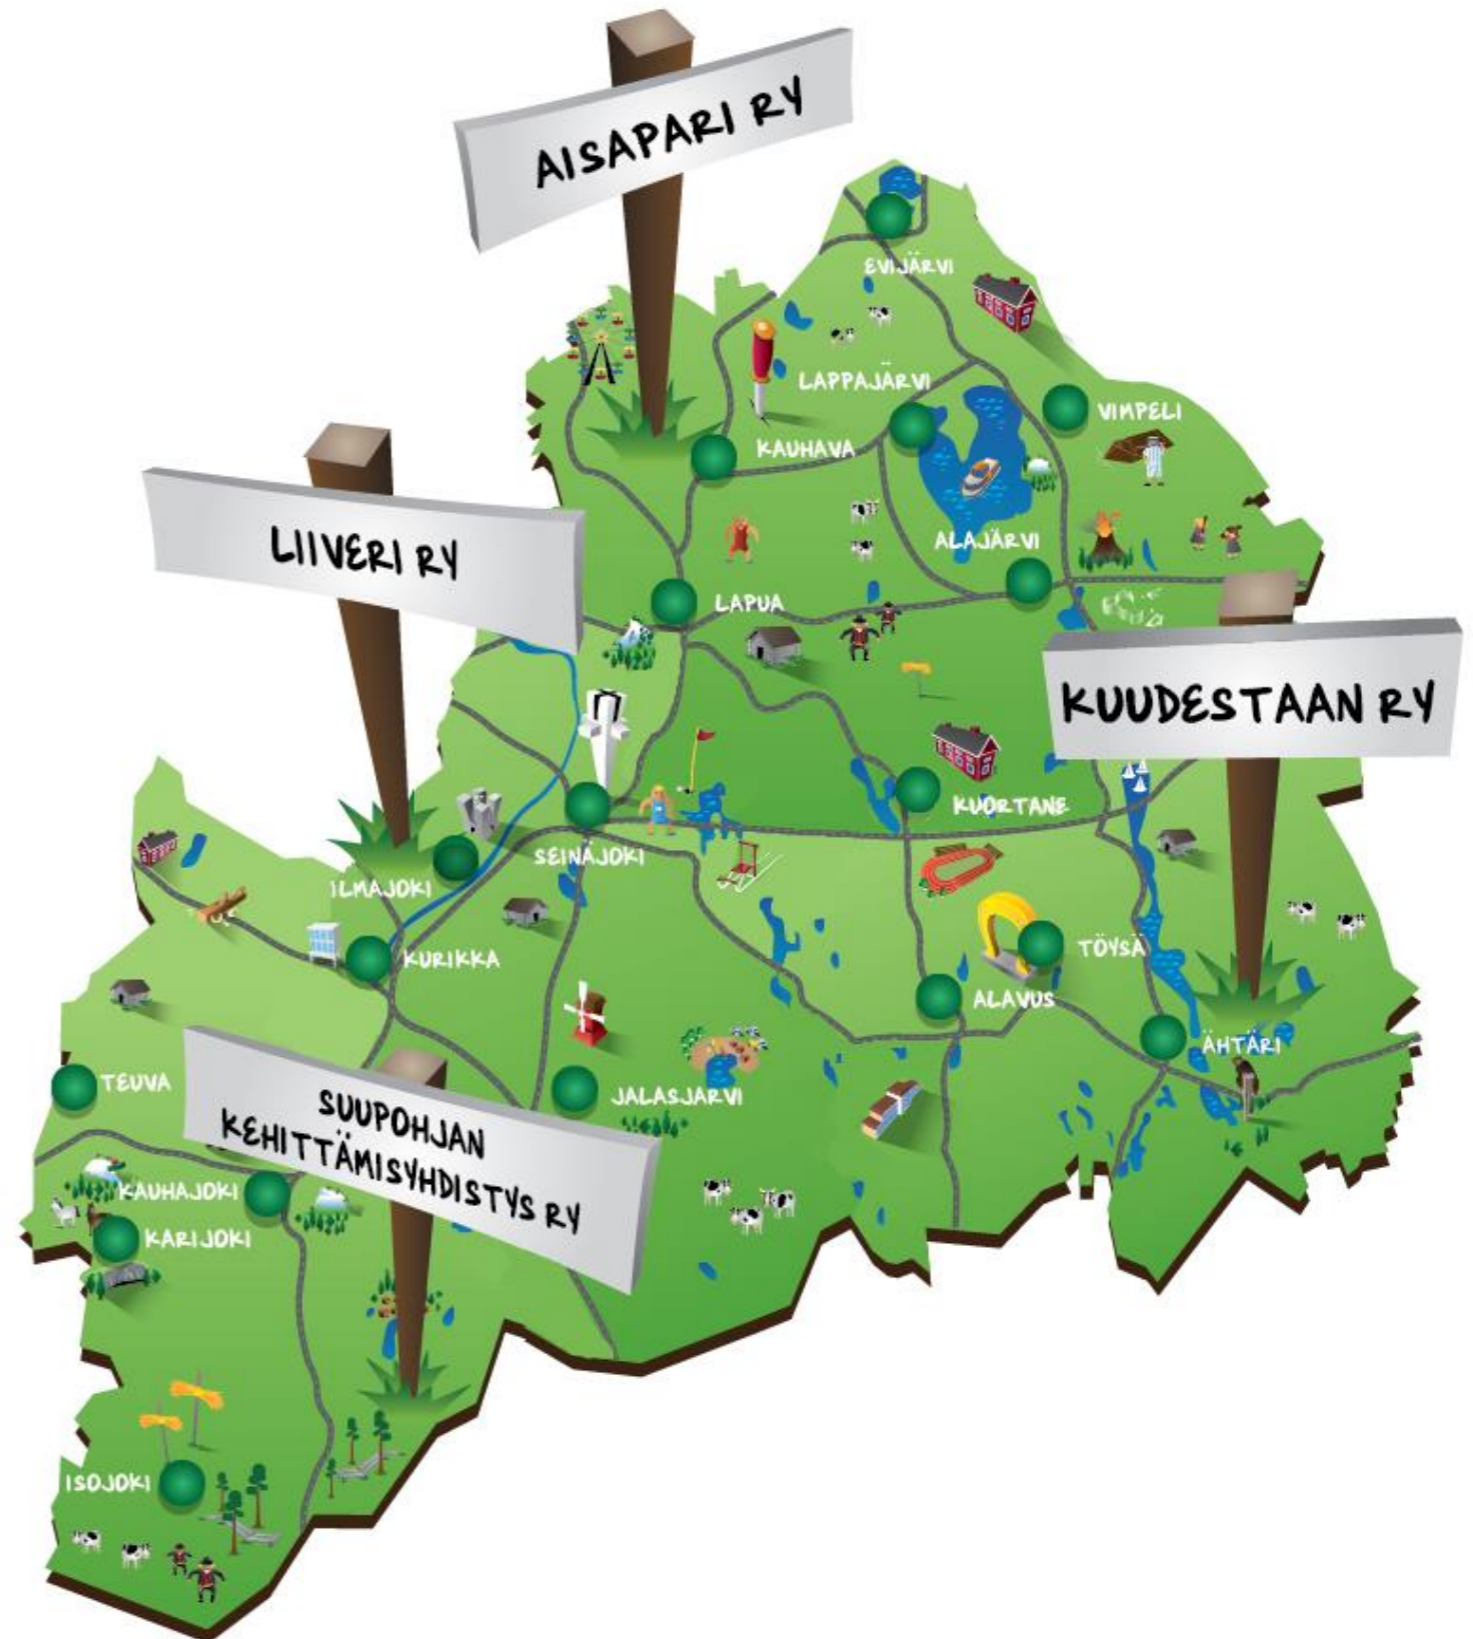 AISAPARI RY
EVIJÄRVI
LAPPAJÄRVI
VIMPELI
KAUHAVA
LIIVERI RY
ALAJÄRVI
LAPUA
KUUDESTAAN RY
KUORTANE
SEINÄJOKI
ILMAJOKI
KURIKKA
TÖYSÄ
ALAVUS
ÄHTÄRI
TEUVA
JALASJÄRVI
SUUPOHJAN
KEHITTÄMISYHDISTYS RY
KAUHAJOKI
KARIJOKI
ISOJOKI